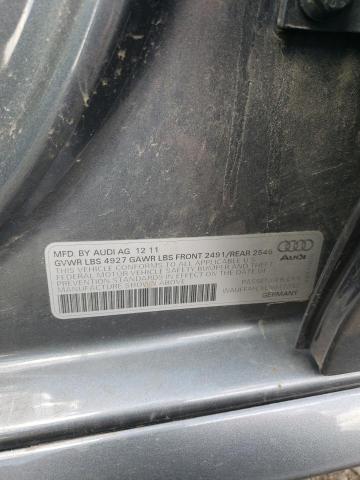 MFD. BY AUDI AG 12 11
GVWR LBS 4927 GAWR LBS FRONT 2491/REAR 2546
THIS VEHICLE CONFORMS TO ALL APPLICABLE U.S.
FEDERAL MOTOR VEHICLE SAFETY BUMPER AND THEFT
PREVENTION STANDARDS IN EFFECT ON THE DATE OF
MANUFACTURE SHOWN ABOVE
Audi
PASSENGER CAR
GERMANY